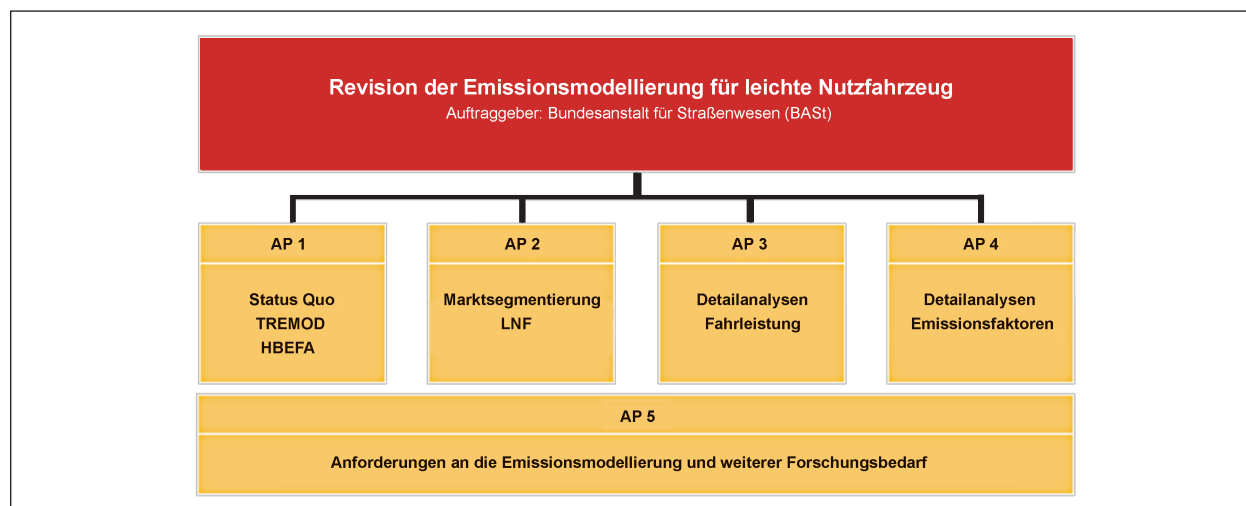 Revision der Emissionsmodellierung für leichte Nutzfahrzeug
Auftraggeber: Bundesanstalt für Straßenwesen (BASt)
AP 1
Status Quo
TREMOD
HBEFA
AP 2
Marktsegmentierung
LNF
AP 3
Detailanalysen
Fahrleistung
AP 4
Detailanalysen
Emissionsfaktoren
AP 5
Anforderungen an die Emissionsmodellierung und weiterer Forschungsbedarf